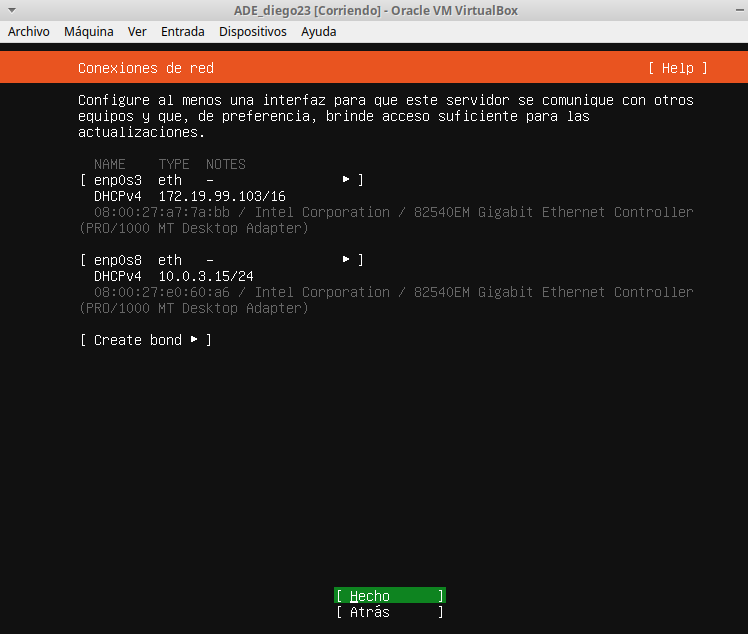 ADE_diego23 [Corriendo] - Oracle VM VirtualBox
Archivo Máquina Ver Entrada Dispositivos Ayuda
Conexiones de red [ Help ]
Configure al menos una interfaz para que este servidor se comunique con otros
equipos y que, de preferencia, brinde acceso suficiente para las
actualizaciones.
NAME TYPE NOTES
[ enp0s3 eth - ▸ ]
DHCPv4 172.19.99.103/16
08:00:27:a7:7a:bb / Intel Corporation / 82540EM Gigabit Ethernet Controller
(PRO/1000 MT Desktop Adapter)
[ enp0s8 eth - ▸ ]
DHCPv4 10.0.3.15/24
08:00:27:e0:60:a6 / Intel Corporation / 82540EM Gigabit Ethernet Controller
(PRO/1000 MT Desktop Adapter)
[ Create bond ▸ ]
[ Hecho ]
[ Atrás ]